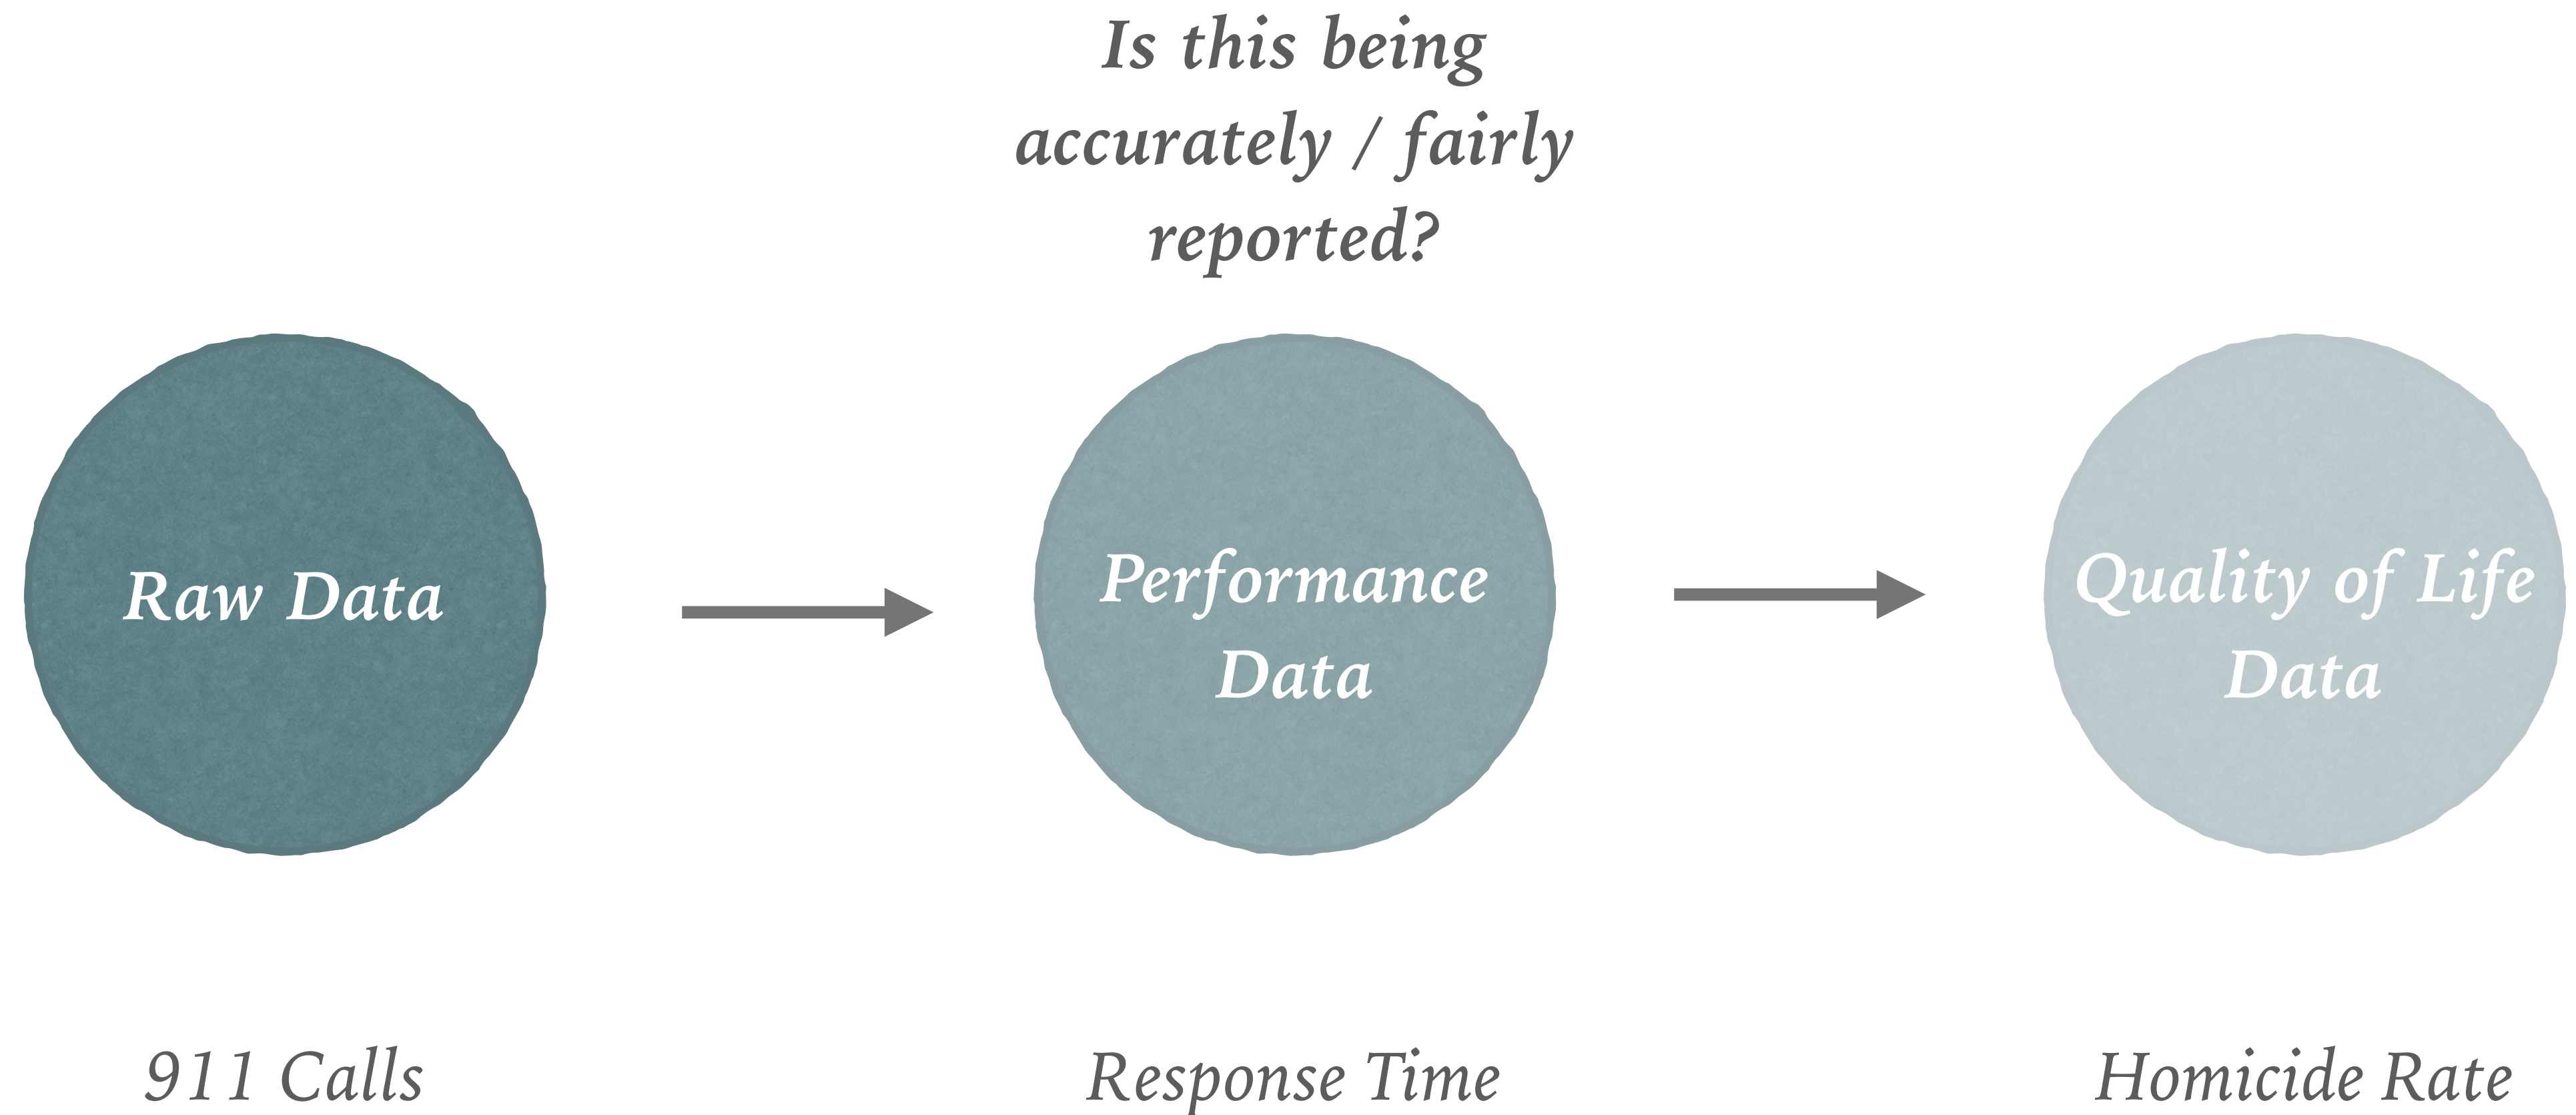 Is this being
accurately / fairly
reported?
Raw Data
Performance
Data
Quality of Life
Data
911 Calls
Response Time
Homicide Rate